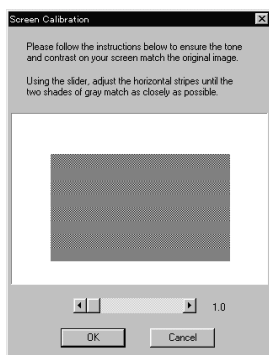 Screen Calibration
Please follow the instructions below to ensure the tone
and contrast on your screen match the original image.
Using the slider, adjust the horizontal stripes until the
two shades of gray match as closely as possible.
1.0
OK
Cancel